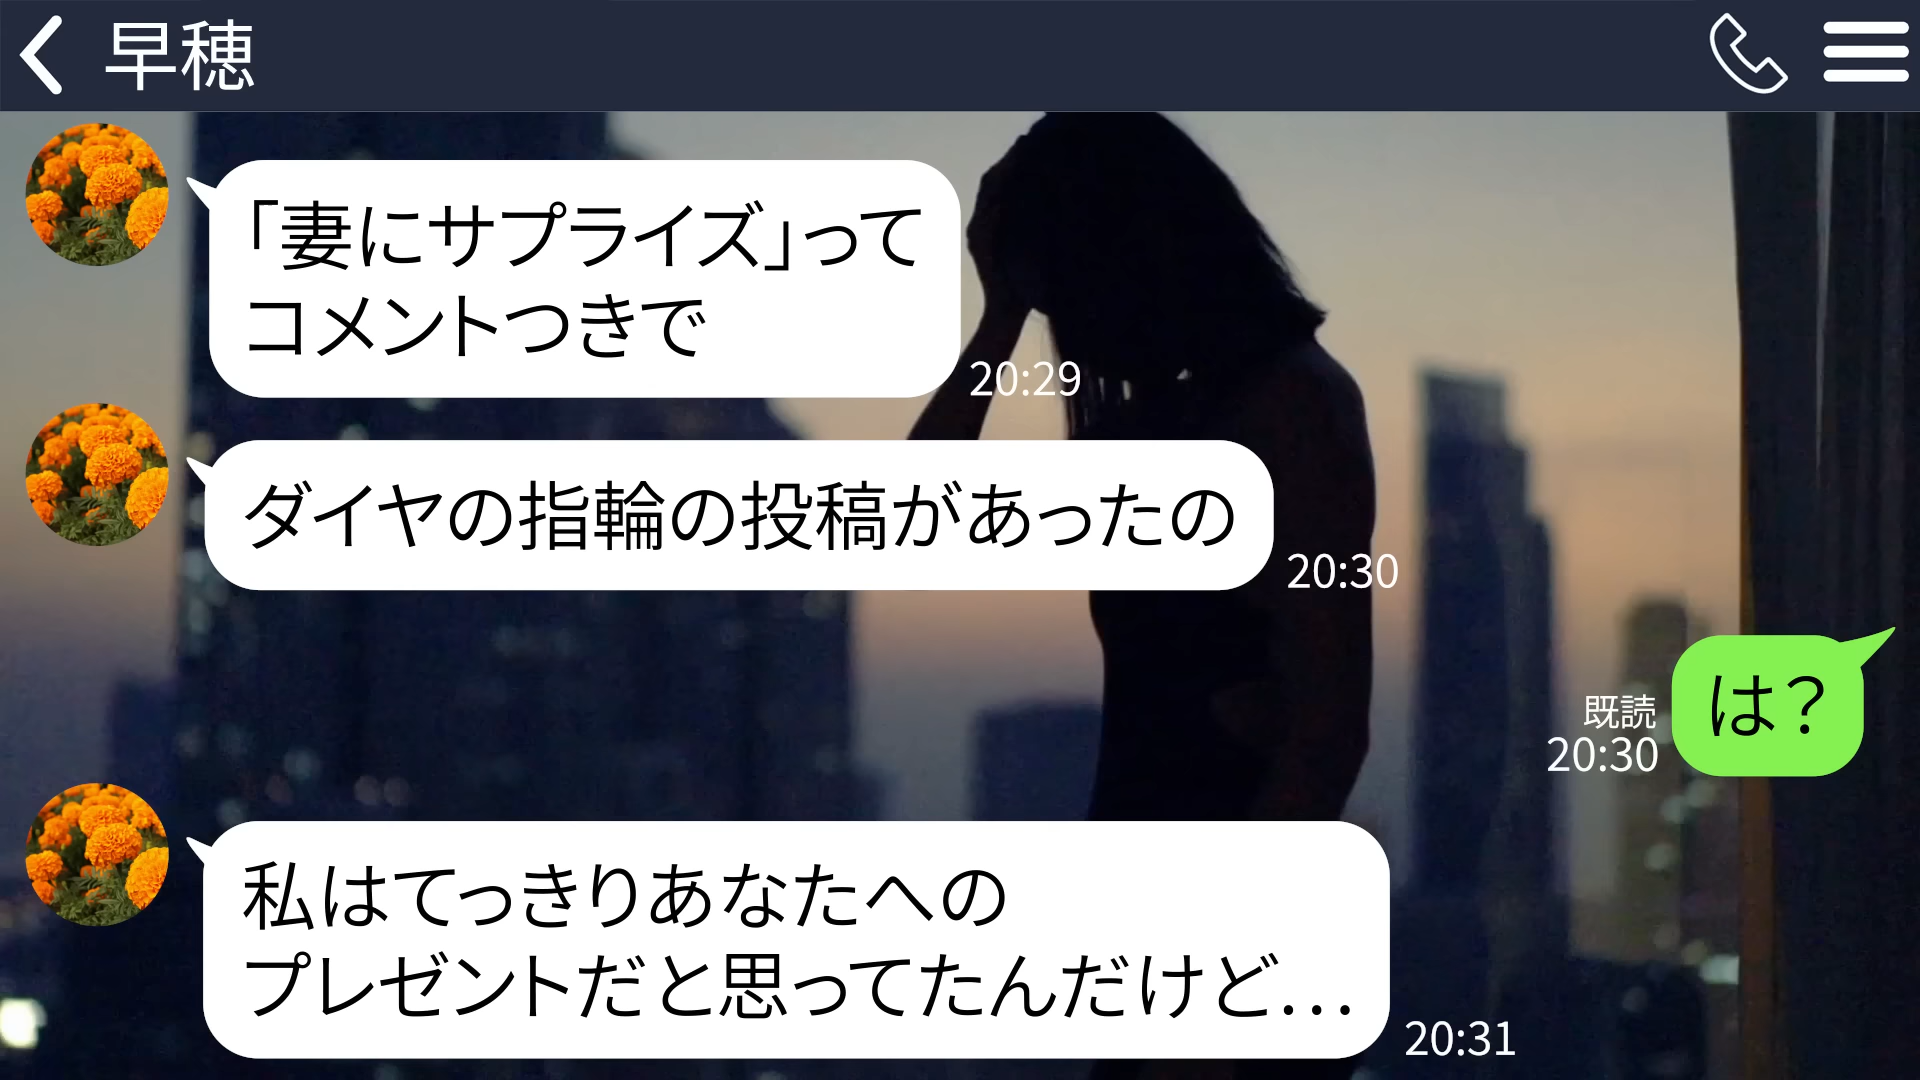 早穂
「妻にサプライズ」って
コメントつきで
20:29
ダイヤの指輪の投稿があったの
20:30
は？
既読
20:30
私はてっきりあなたへの
プレゼントだと思ってたんだけど…
20:31